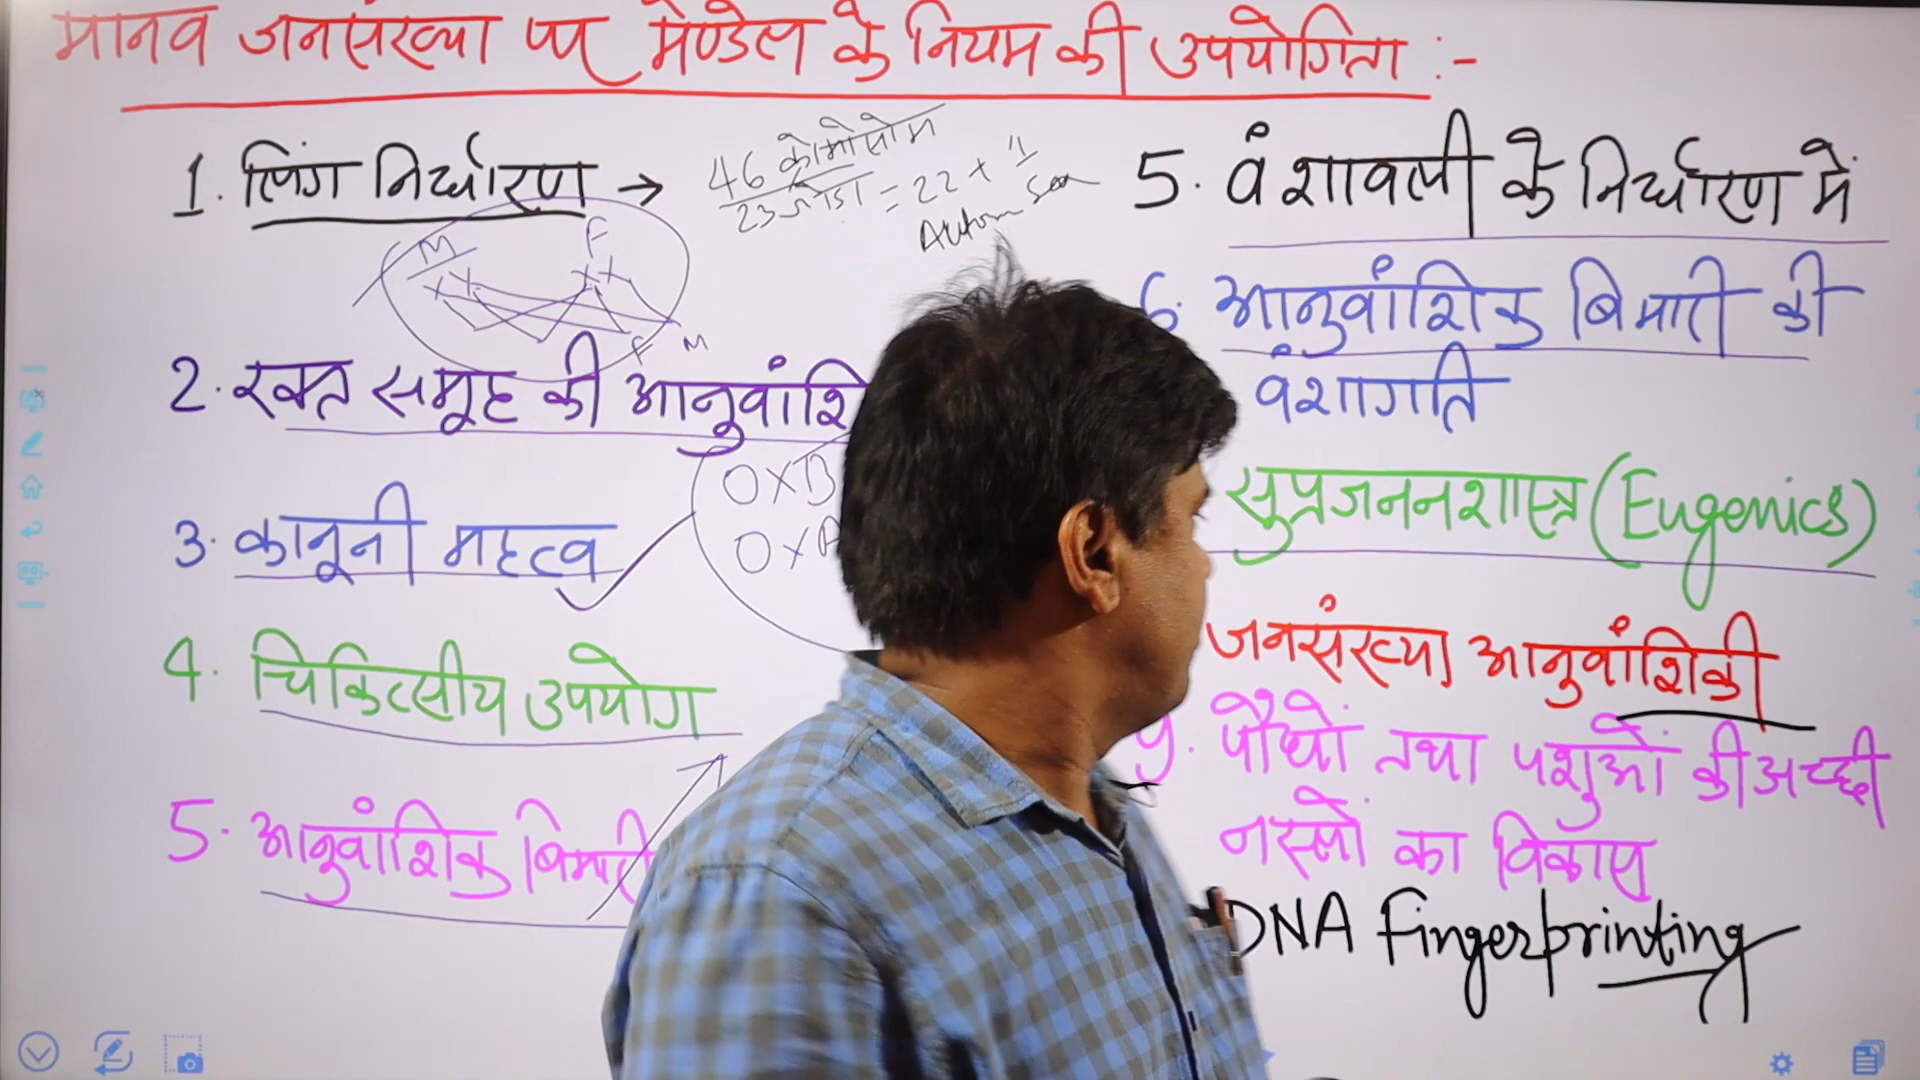 मानव जनसंख्या पर मेण्डेल के नियम की उपयोगिता :-
1. लिंग निर्धारण →
46 क्रोमोसोम
23 जोड़ा = 22 + 1
Sex
M
F
F M
2. रक्त समूह की आनुवांशि
O×B
O×A
3. कानूनी महत्व
4. चिकित्सीय उपयोग
5. आनुवांशिक बिमारी
5. वंशावली के निर्धारण में
6. आनुवांशिक बिमारी की
वंशागति
सुप्रजननशास्त्र (Eugenics)
जनसंख्या आनुवांशिकी
9. पौधों तथा पशुओं की अच्छी
नस्लों का विकास
DNA Fingerprinting